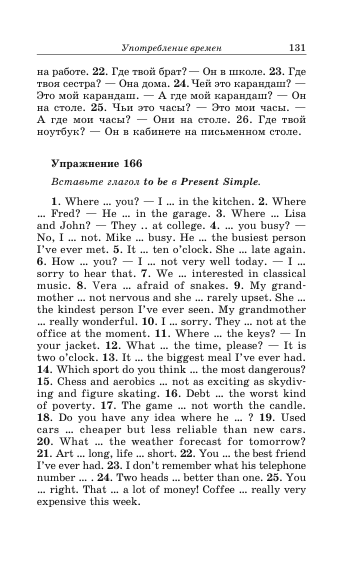 Употребление времен 131
на работе. 22. Где твой брат? — Он в школе. 23. Где
твоя сестра? — Она дома. 24. Чей это карандаш? —
Это мой карандаш. — А где мой карандаш? — Он
на столе. 25. Чьи это часы? — Это мои часы. —
А где мои часы? — Они на столе. 26. Где твой
ноутбук? — Он в кабинете на письменном столе.
Упражнение 166
Вставьте глагол to be в Present Simple.
1. Where ... you? — I ... in the kitchen. 2. Where
... Fred? — He ... in the garage. 3. Where ... Lisa
and John? — They .. at college. 4. ... you busy? —
No, I ... not. Mike ... busy. He ... the busiest person
I've ever met. 5. It ... ten o'clock. She ... late again.
6. How ... you? — I ... not very well today. — I ...
sorry to hear that. 7. We ... interested in classical
music. 8. Vera ... afraid of snakes. 9. My grand-
mother ... not nervous and she ... rarely upset. She ...
the kindest person I've ever seen. My grandmother
... really wonderful. 10. I ... sorry. They ... not at the
office at the moment. 11. Where ... the keys? — In
your jacket. 12. What ... the time, please? — It is
two o'clock. 13. It ... the biggest meal I've ever had.
14. Which sport do you think ... the most dangerous?
15. Chess and aerobics ... not as exciting as skydiv-
ing and figure skating. 16. Debt ... the worst kind
of poverty. 17. The game ... not worth the candle.
18. Do you have any idea where he ... ? 19. Used
cars ... cheaper but less reliable than new cars.
20. What ... the weather forecast for tomorrow?
21. Art ... long, life ... short. 22. You ... the best friend
I've ever had. 23. I don't remember what his telephone
number ... . 24. Two heads ... better than one. 25. You
... right. That ... a lot of money! Coffee ... really very
expensive this week.